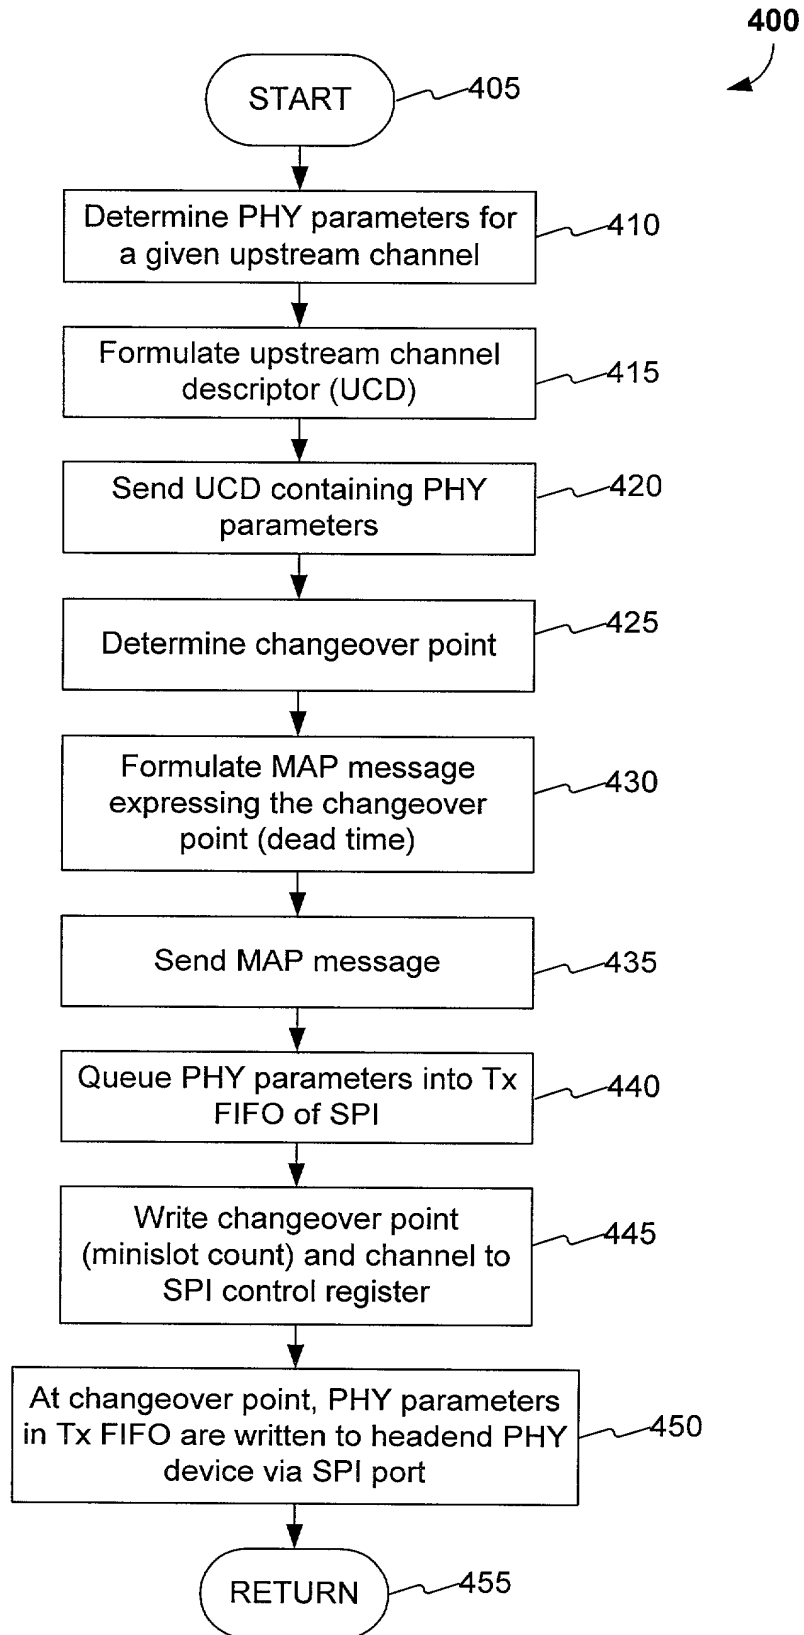 400
START
405
Determine PHY parameters for
a given upstream channel
410
Formulate upstream channel
descriptor (UCD)
415
Send UCD containing PHY
parameters
420
Determine changeover point
425
Formulate MAP message
expressing the changeover
point (dead time)
430
Send MAP message
435
Queue PHY parameters into Tx
FIFO of SPI
440
Write changeover point
(minislot count) and channel to
SPI control register
445
At changeover point, PHY parameters
in Tx FIFO are written to headend PHY
device via SPI port
450
RETURN
455